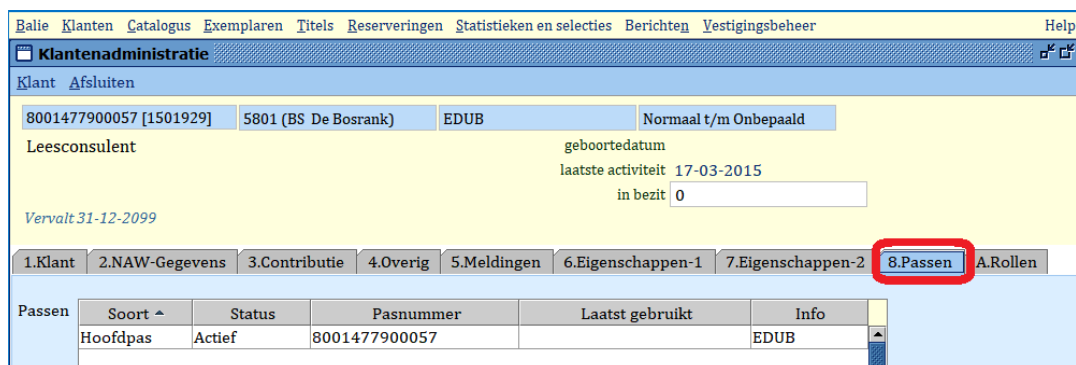 Balie Klanten Catalogus Exemplaren Titels Reserveringen Statistieken en selecties Berichten Vestigingsbeheer Help
Klantenadministratie
Klant Afsluiten
8001477900057 [1501929] 5801 (BS De Bosrank) EDUB Normaal t/m Onbepaald
Leesconsulent geboortedatum
laatste activiteit 17-03-2015
in bezit 0
Vervalt 31-12-2099
1.Klant 2.NAW-Gegevens 3.Contributie 4.Overig 5.Meldingen 6.Eigenschappen-1 7.Eigenschappen-2 8.Passen A.Rollen
Passen Soort Status Pasnummer Laatst gebruikt Info
Hoofdpas Actief 8001477900057 EDUB